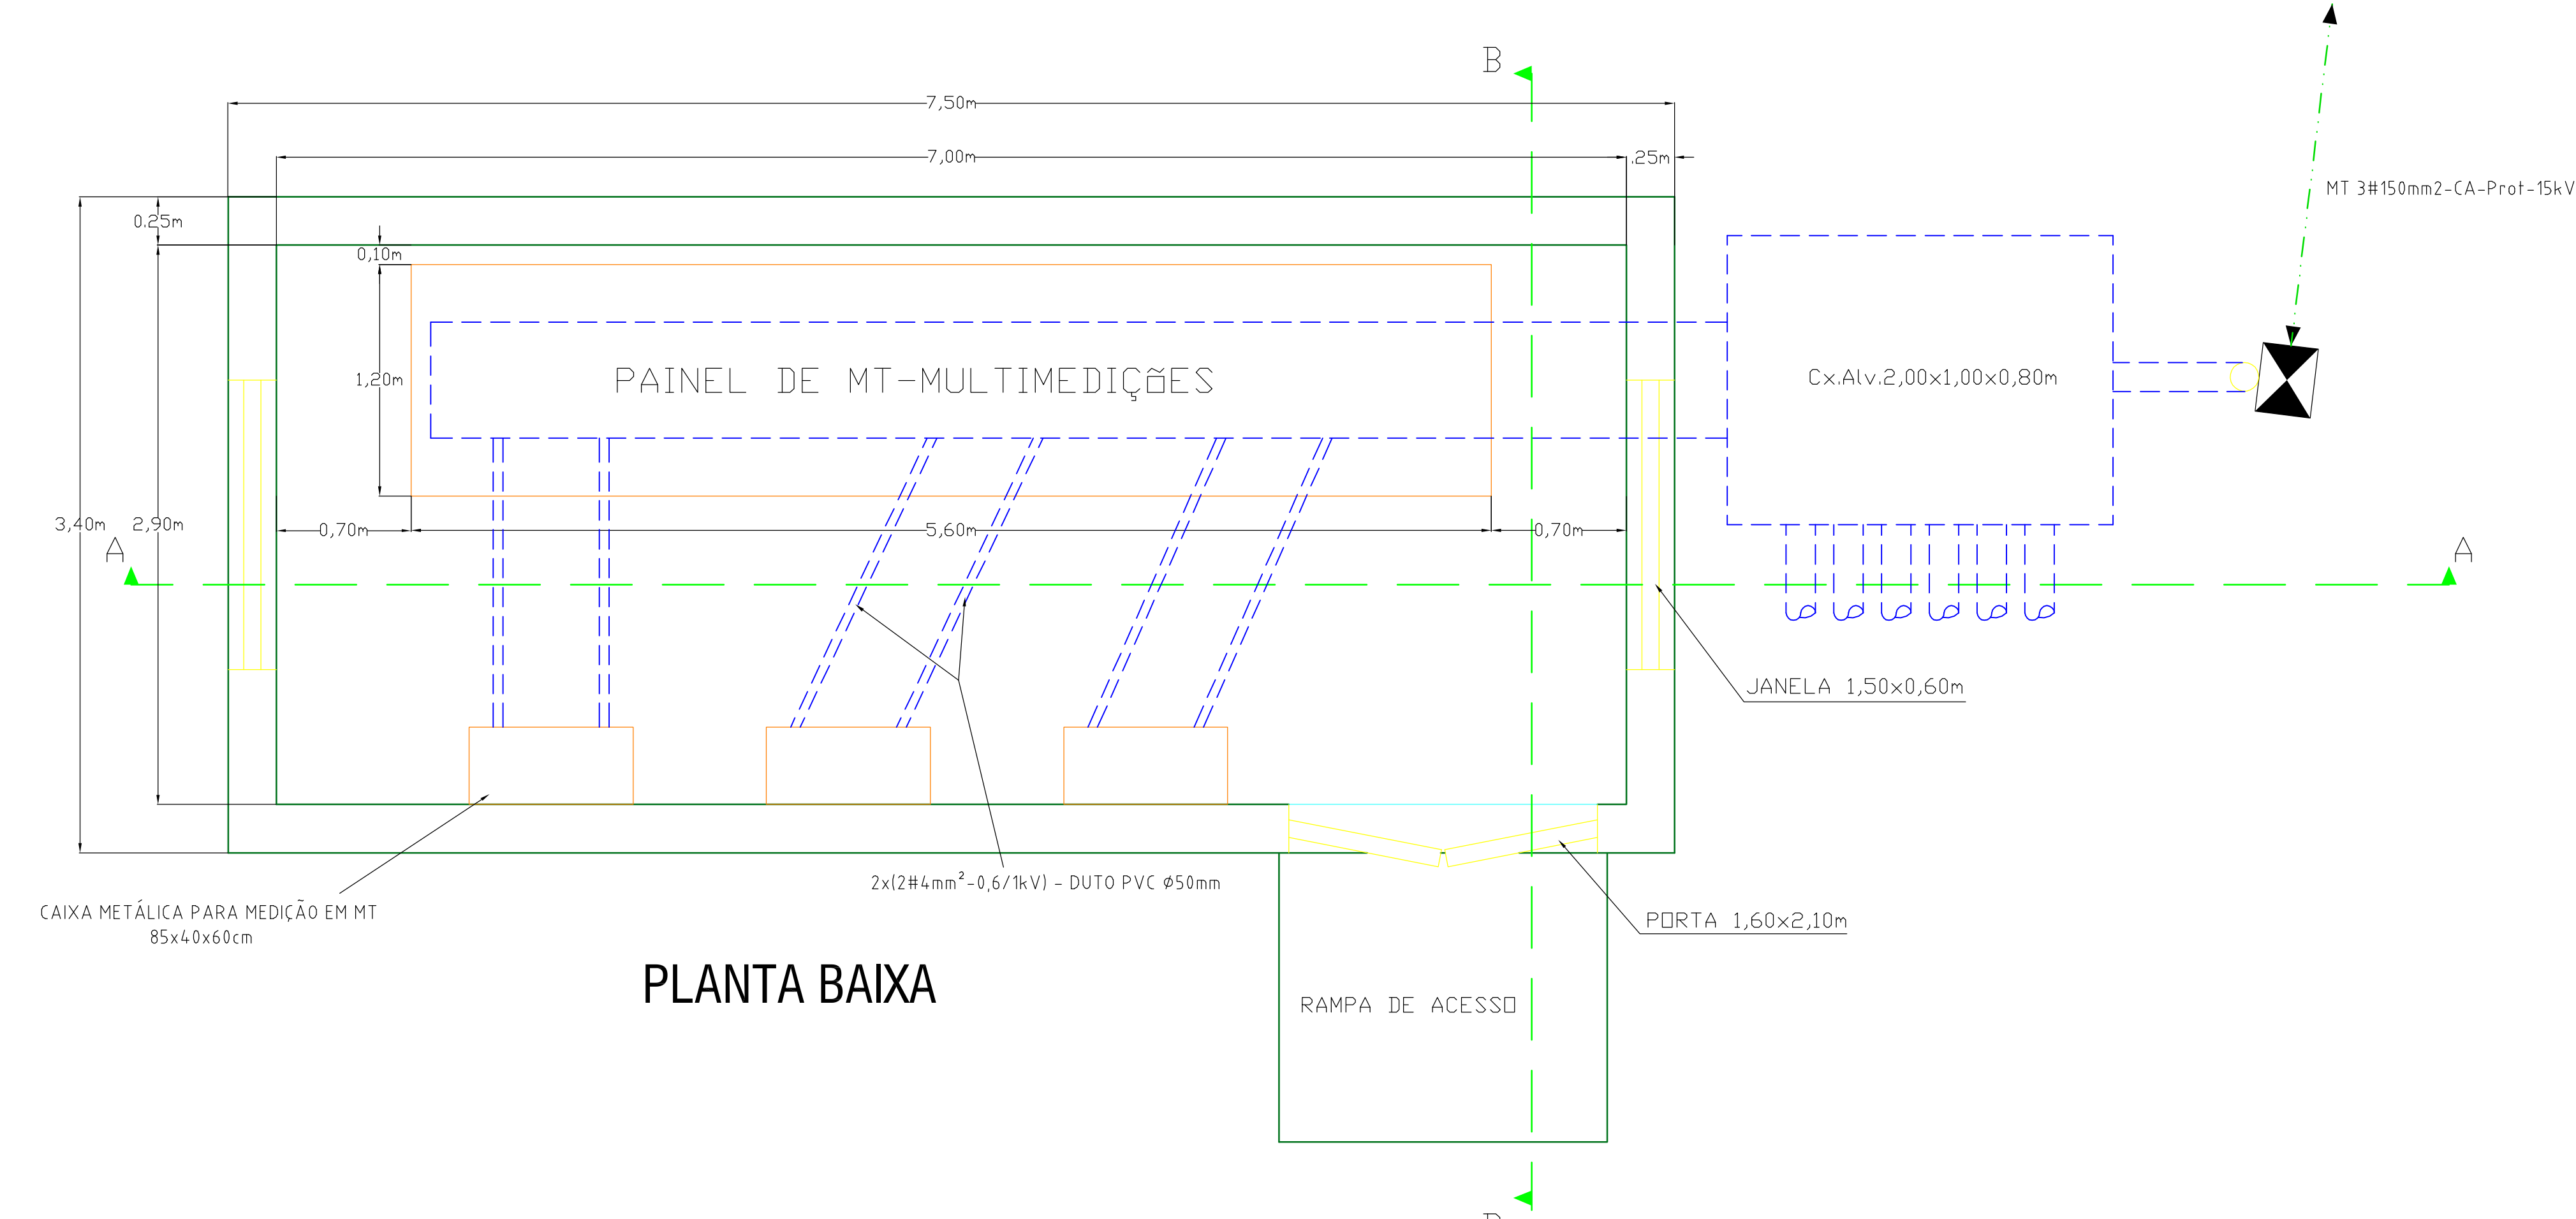 B
7,50m
7,00m
.25m
MT 3#150mm2-CA-Prot-15kV
0.25m
0,10m
1,20m
PAINEL DE MT-MULTIMEDIÇÕES
Cx.Alv.2,00x1,00x0,80m
3,40m
2,90m
0,70m
5,60m
0,70m
A
A
JANELA 1,50x0,60m
2x(2#4mm²-0,6/1kV) - DUTO PVC Ø50mm
CAIXA METÁLICA PARA MEDIÇÃO EM MT
85x40x60cm
PORTA 1,60x2,10m
PLANTA BAIXA
RAMPA DE ACESSO